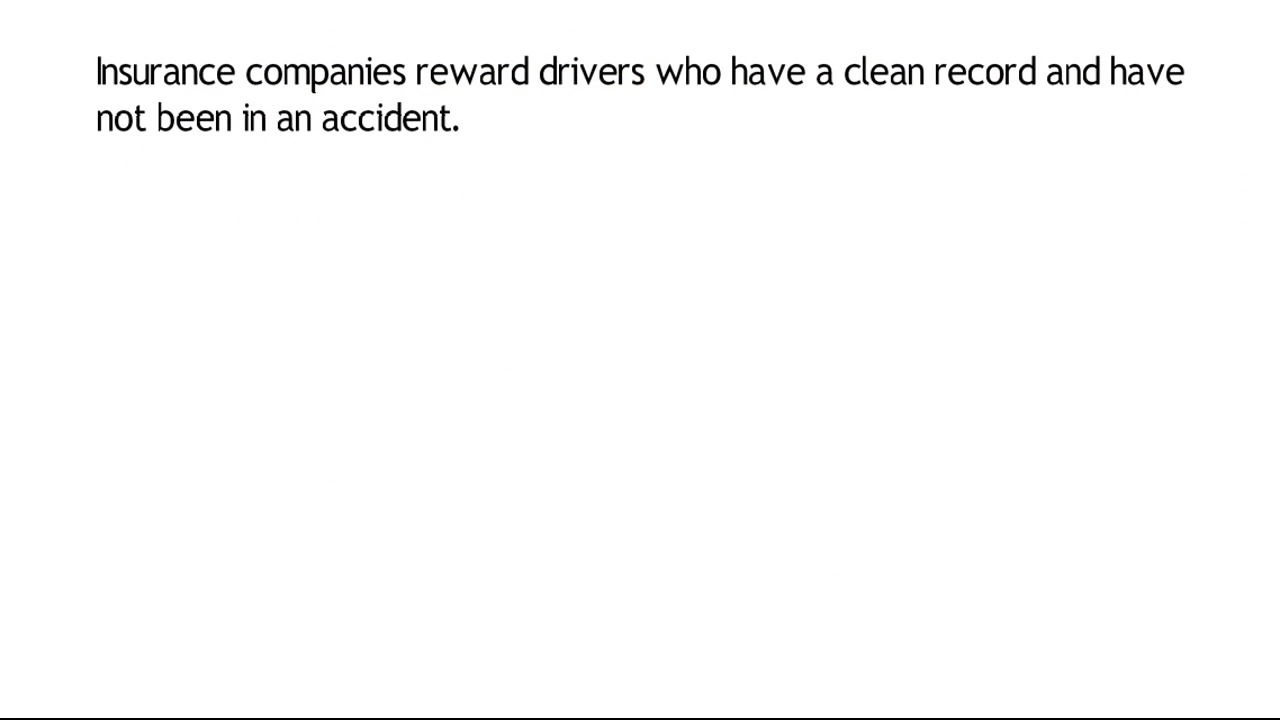 Insurance companies reward drivers who have a clean record and have
not been in an accident.